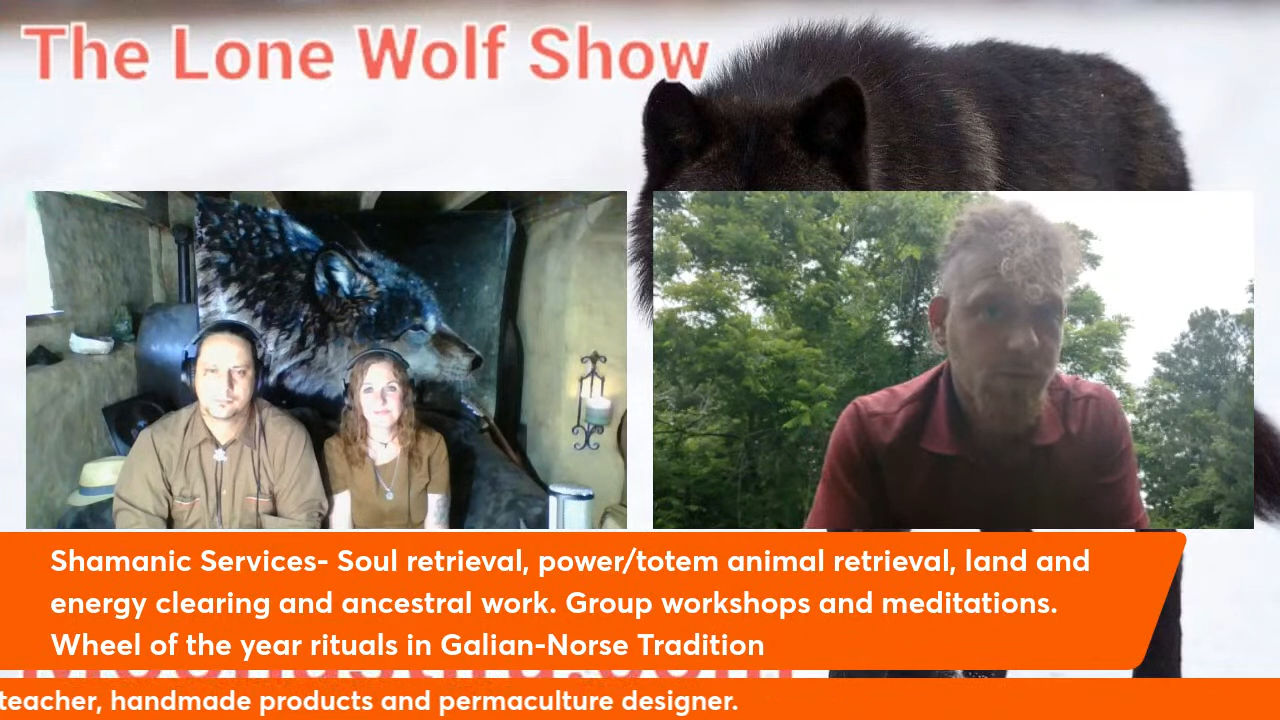 The Lone Wolf Show
Shamanic Services- Soul retrieval, power/totem animal retrieval, land and
energy clearing and ancestral work. Group workshops and meditations.
Wheel of the year rituals in Galian-Norse Tradition
teacher, handmade products and permaculture designer.